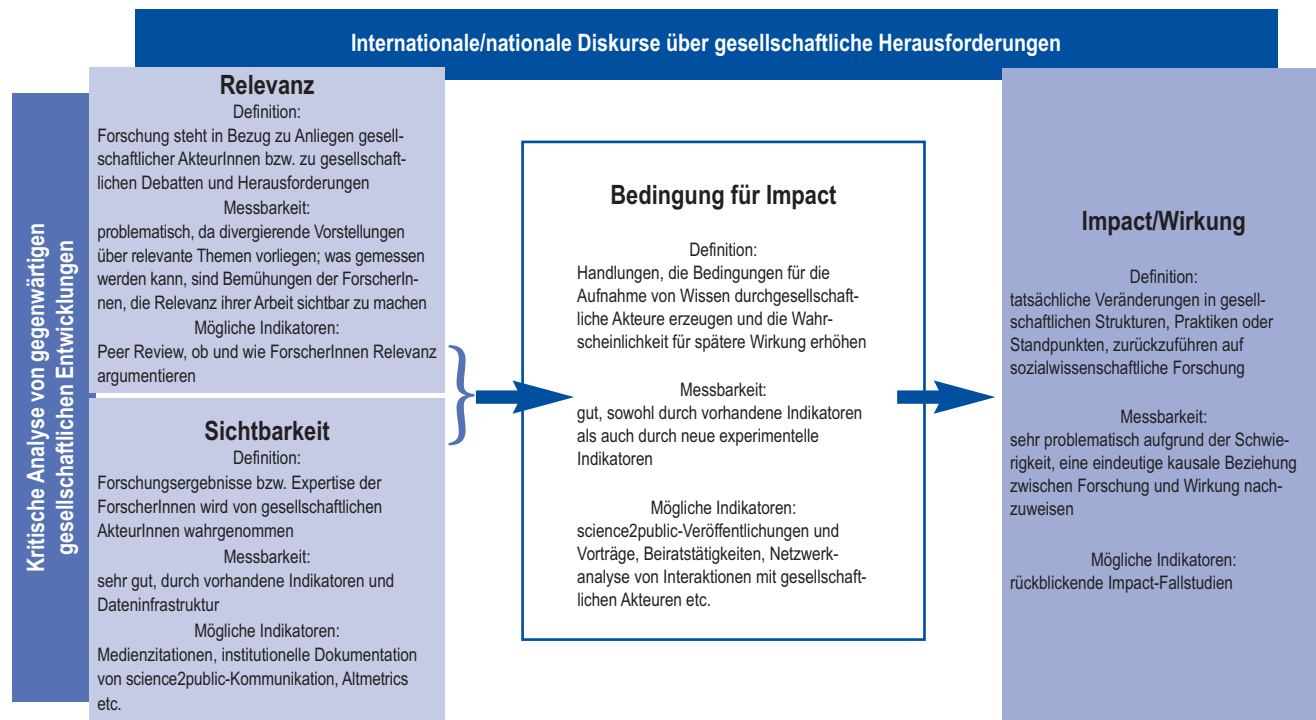 Internationale/nationale Diskurse über gesellschaftliche Herausforderungen
Kritische Analyse von gegenwärtigen
gesellschaftlichen Entwicklungen
Relevanz
Definition:
Forschung steht in Bezug zu Anliegen gesell-
schaftlicher AkteurInnen bzw. zu gesellschaft-
lichen Debatten und Herausforderungen
Messbarkeit:
problematisch, da divergierende Vorstellungen
über relevante Themen vorliegen; was gemessen
werden kann, sind Bemühungen der ForscherIn-
nen, die Relevanz ihrer Arbeit sichtbar zu machen
Mögliche Indikatoren:
Peer Review, ob und wie ForscherInnen Relevanz
argumentieren
Sichtbarkeit
Definition:
Forschungsergebnisse bzw. Expertise der
ForscherInnen wird von gesellschaftlichen
AkteurInnen wahrgenommen
Messbarkeit:
sehr gut, durch vorhandene Indikatoren und
Dateninfrastruktur
Mögliche Indikatoren:
Medienzitationen, institutionelle Dokumentation
von science2public-Kommunikation, Altmetrics
etc.
Bedingung für Impact
Definition:
Handlungen, die Bedingungen für die
Aufnahme von Wissen durchgesellschaft-
liche Akteure erzeugen und die Wahr-
scheinlichkeit für spätere Wirkung erhöhen
Messbarkeit:
gut, sowohl durch vorhandene Indikatoren
als auch durch neue experimentelle
Indikatoren
Mögliche Indikatoren:
science2public-Veröffentlichungen und
Vorträge, Beiratstätigkeiten, Netzwerk-
analyse von Interaktionen mit gesellschaft-
lichen Akteuren etc.
Impact/Wirkung
Definition:
tatsächliche Veränderungen in gesell-
schaftlichen Strukturen, Praktiken oder
Standpunkten, zurückzuführen auf
sozialwissenschaftliche Forschung
Messbarkeit:
sehr problematisch aufgrund der Schwie-
rigkeit, eine eindeutige kausale Beziehung
zwischen Forschung und Wirkung nach-
zuweisen
Mögliche Indikatoren:
rückblickende Impact-Fallstudien